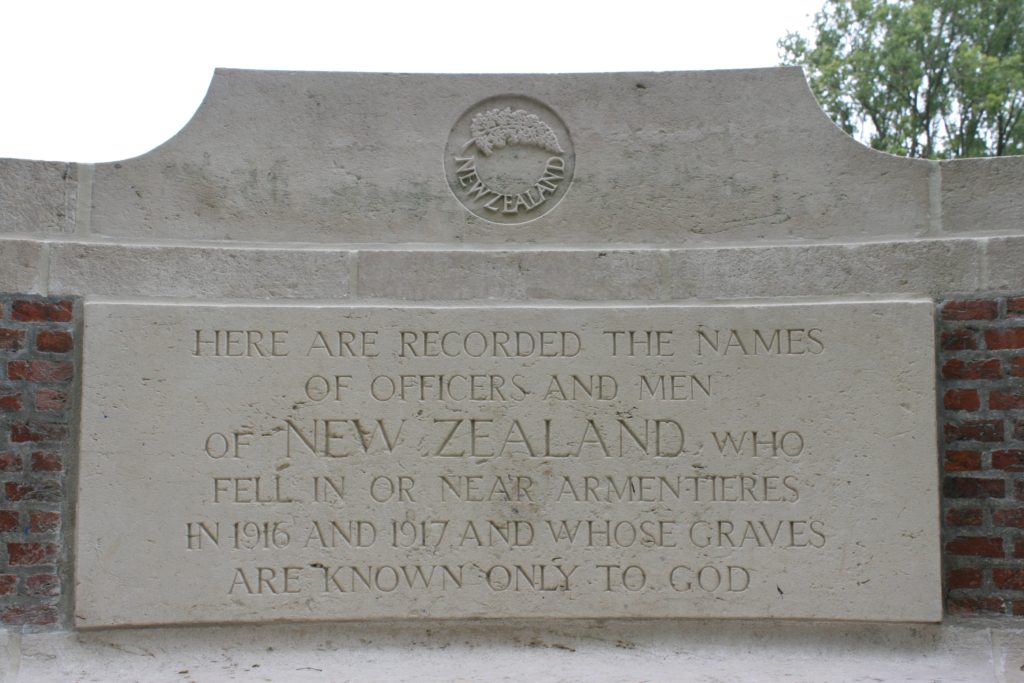 NEW ZEALAND
HERE ARE RECORDED THE NAMES
OF OFFICERS AND MEN
OF NEW ZEALAND WHO
FELL IN OR NEAR ARMENTIERES
IN 1916 AND 1917 AND WHOSE GRAVES
ARE KNOWN ONLY TO GOD